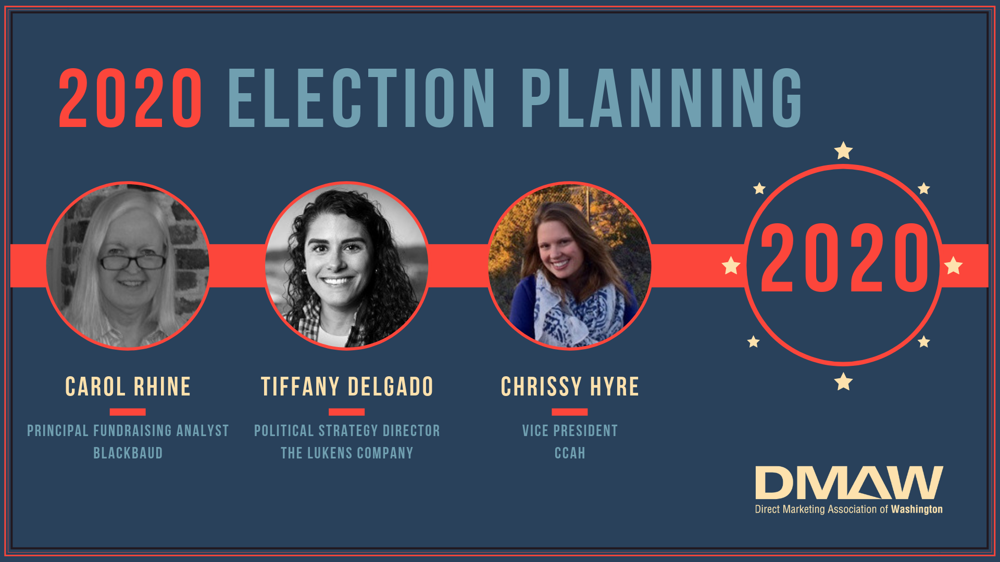 2020 ELECTION PLANNING
2020
CAROL RHINE
PRINCIPAL FUNDRAISING ANALYST
BLACKBAUD
TIFFANY DELGADO
POLITICAL STRATEGY DIRECTOR
THE LUKENS COMPANY
CHRISSY HYRE
VICE PRESIDENT
CCAH
DMAW
Direct Marketing Association of Washington